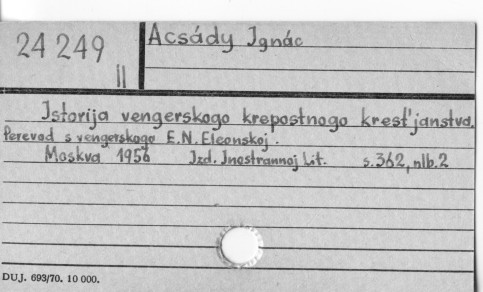 24 249
II
Acsády Ignác
Istorija vengerskogo krepostnogo krest'janstva.
Perevod s vengerskogo E.N. Eleonskoj.
Moskva 1956 Izd. Inostrannoj Lit. s.362, nlb.2
DUJ. 693/70. 10 000.